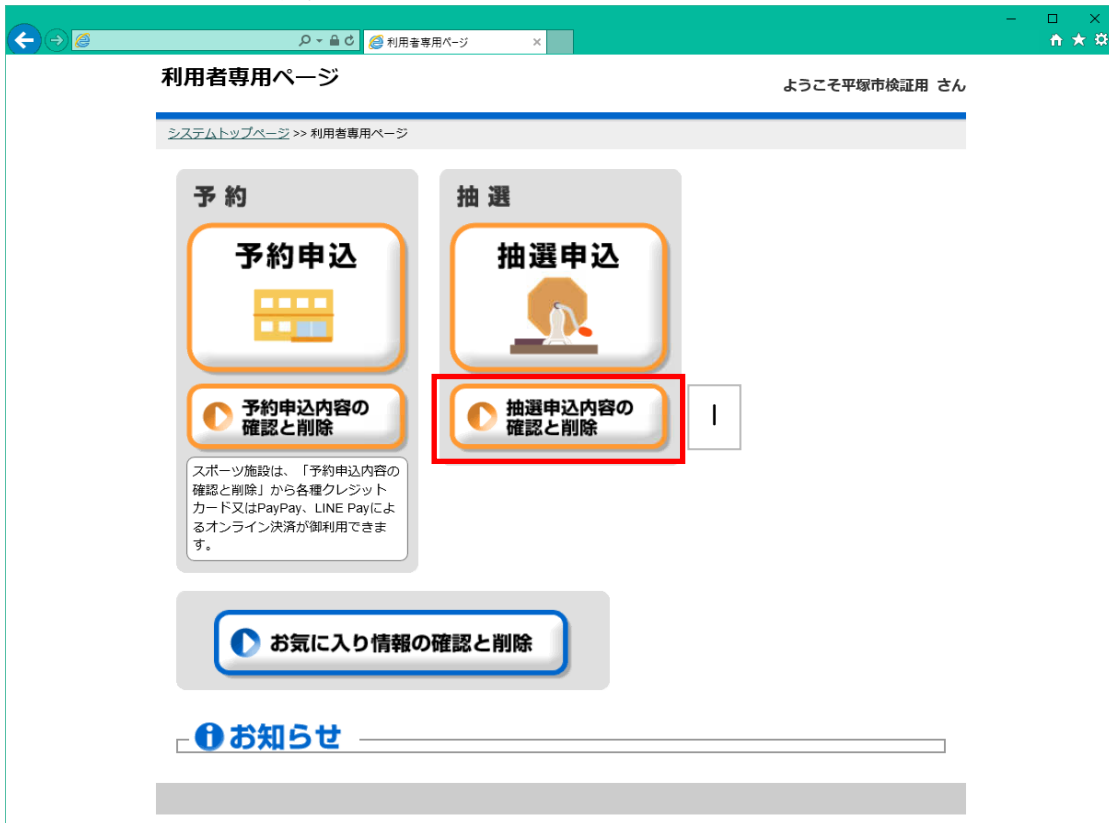 利用者専用ページ
利用者専用ページ
ようこそ平塚市検証用 さん
システムトップページ >> 利用者専用ページ
予 約
予約申込
予約申込内容の
確認と削除
スポーツ施設は、「予約申込内容の
確認と削除」から各種クレジット
カード又はPayPay、LINE Payによ
るオンライン決済が御利用できま
す。
抽 選
抽選申込
抽選申込内容の
確認と削除
l
お気に入り情報の確認と削除
お知らせ